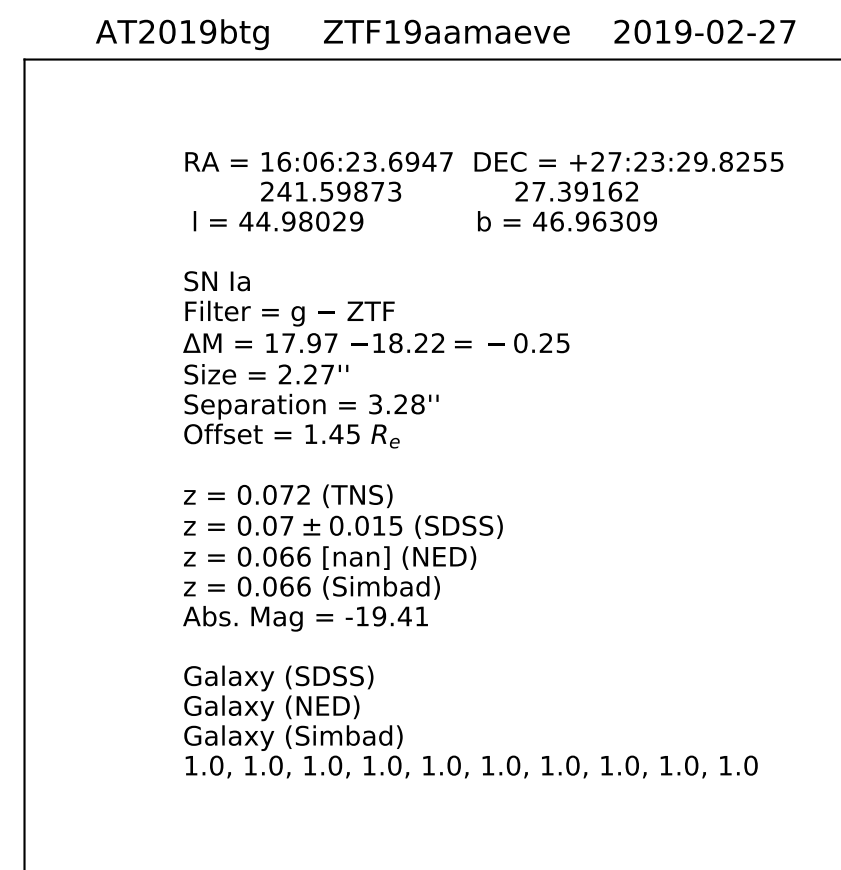 AT2019btg ZTF19aamaeve 2019-02-27
RA = 16:06:23.6947 DEC = +27:23:29.8255
241.59873 27.39162
l = 44.98029 b = 46.96309
SN Ia
Filter = g − ZTF
ΔM = 17.97 −18.22 = − 0.25
Size = 2.27''
Separation = 3.28''
Offset = 1.45 Rₑ
z = 0.072 (TNS)
z = 0.07 ± 0.015 (SDSS)
z = 0.066 [nan] (NED)
z = 0.066 (Simbad)
Abs. Mag = -19.41
Galaxy (SDSS)
Galaxy (NED)
Galaxy (Simbad)
1.0, 1.0, 1.0, 1.0, 1.0, 1.0, 1.0, 1.0, 1.0, 1.0